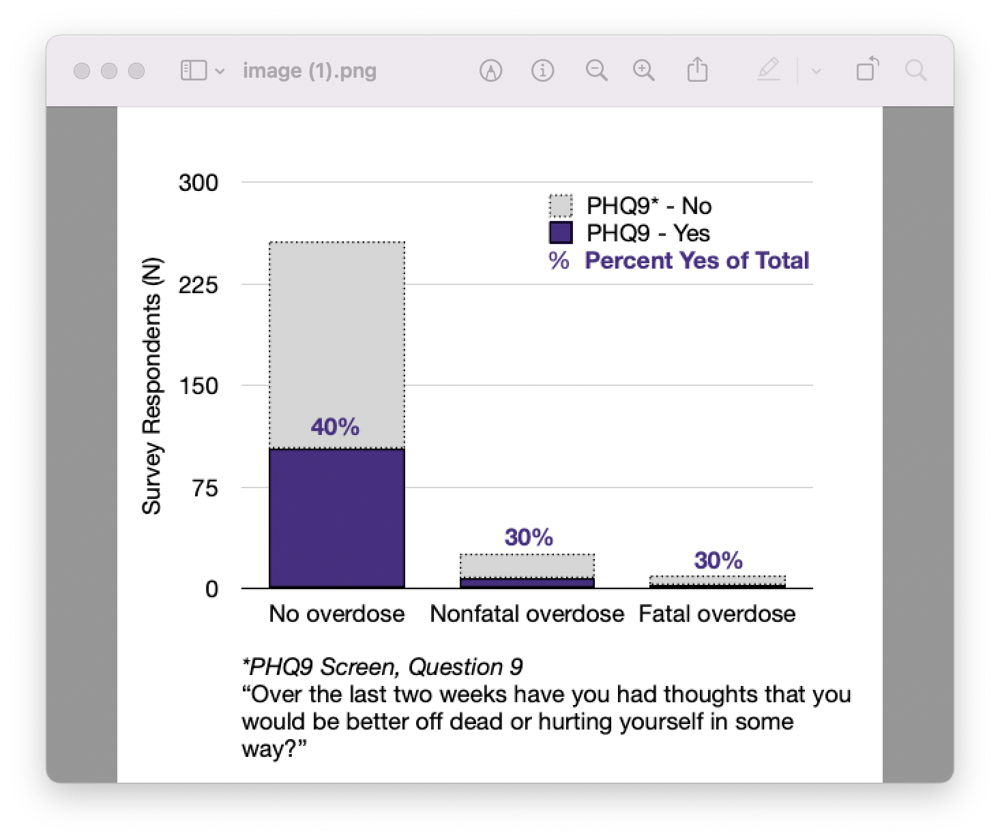 image (1).png
300
PHQ9* - No
PHQ9 - Yes
% Percent Yes of Total
Survey Respondents (N)
225
150
40%
75
30%
30%
0
No overdose Nonfatal overdose Fatal overdose
*PHQ9 Screen, Question 9
“Over the last two weeks have you had thoughts that you
would be better off dead or hurting yourself in some
way?”